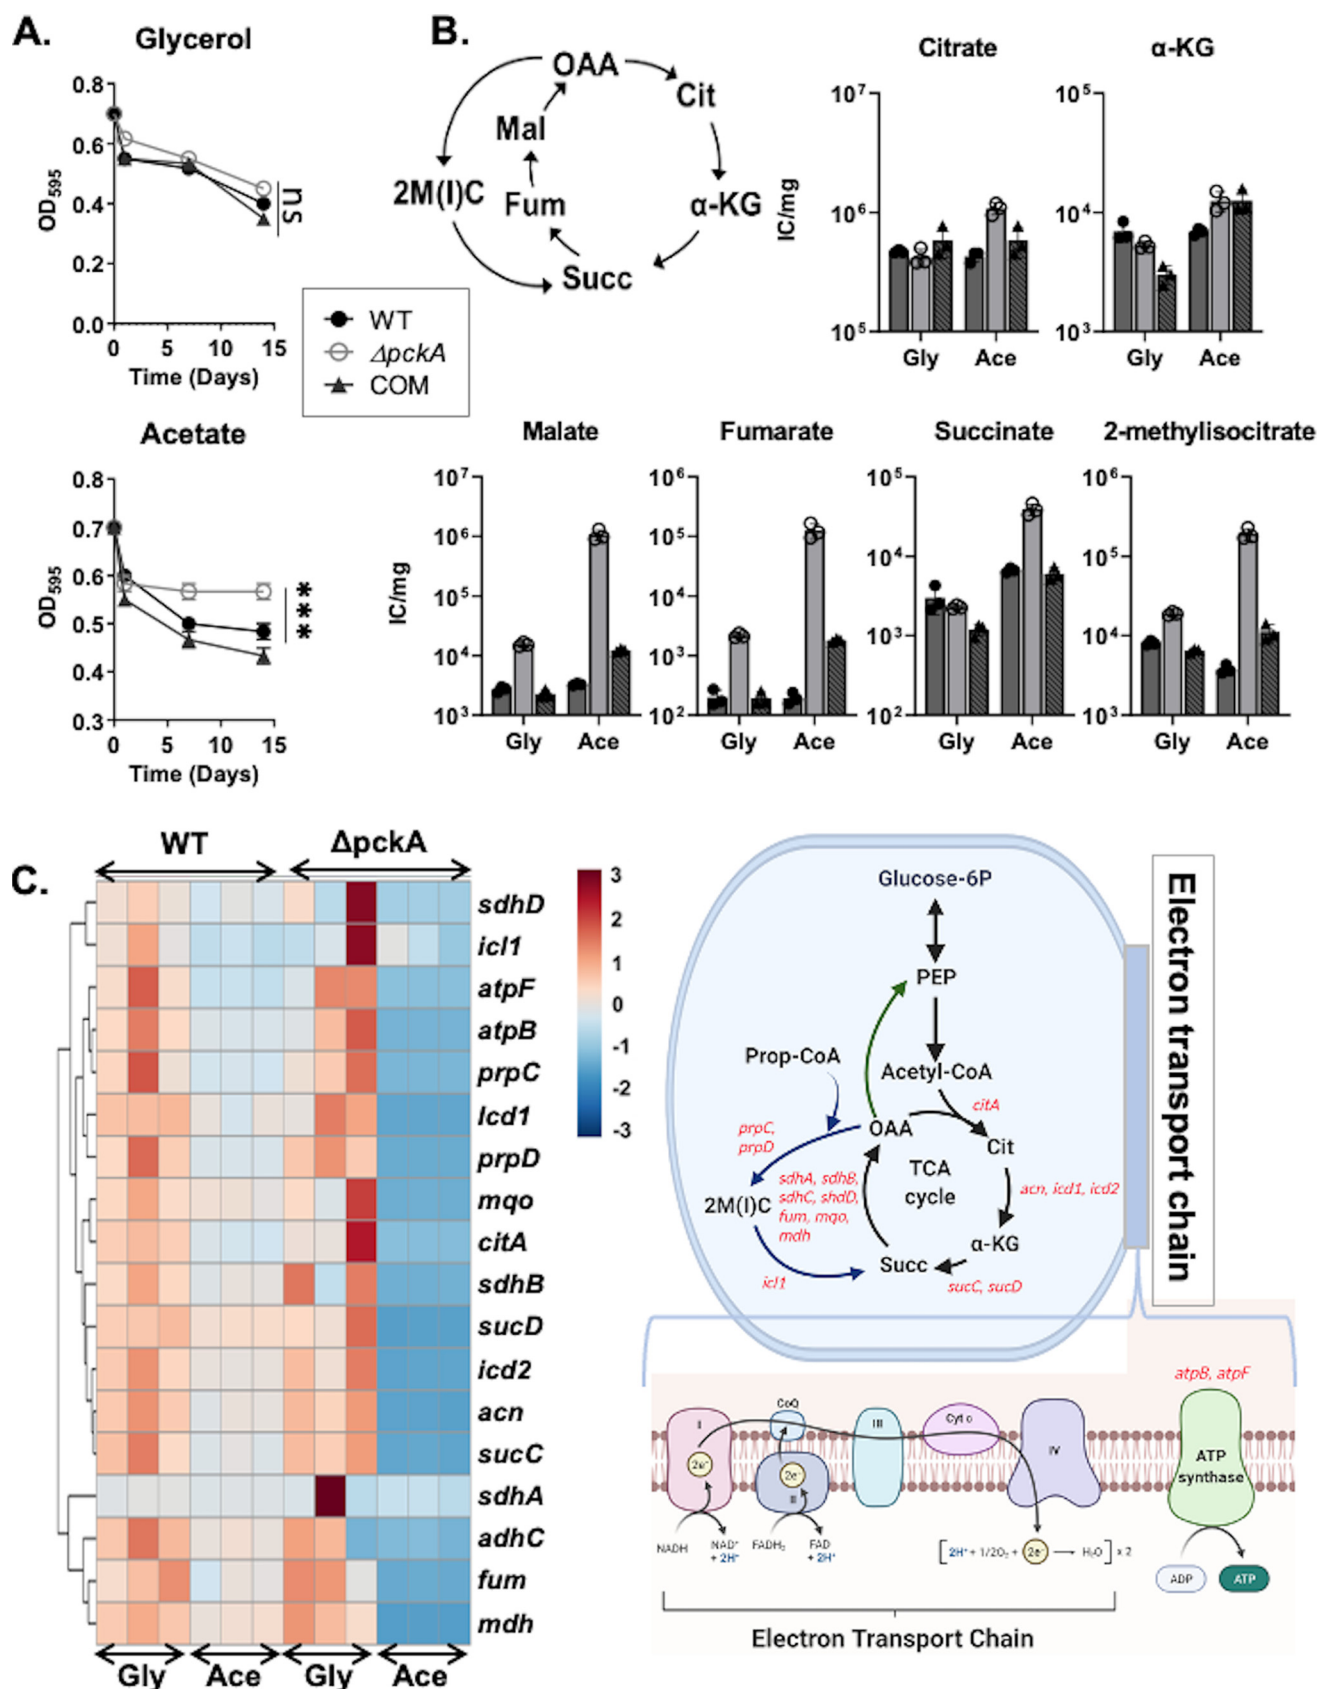 A.
Glycerol
0.8
0.6
0.4
0.2
0.0
OD595
ns
0 5 10 15
Time (Days)
WT
ΔpckA
COM
Acetate
0.8
0.7
0.6
0.5
0.4
0.3
OD595
***
0 5 10 15
Time (Days)
B.
OAA
Cit
Mal
2M(I)C
Fum
α-KG
Succ
Citrate
10^7
10^6
10^5
IC/mg
Gly Ace
α-KG
10^5
10^4
10^3
Gly Ace
Malate
10^7
10^6
10^5
10^4
10^3
IC/mg
Gly Ace
Fumarate
10^6
10^5
10^4
10^3
10^2
Gly Ace
Succinate
10^5
10^4
10^3
10^2
Gly Ace
2-methylisocitrate
10^6
10^5
10^4
10^3
Gly Ace
C.
WT
ΔpckA
sdhD
icl1
atpF
atpB
prpC
lcd1
prpD
mqo
citA
sdhB
sucD
icd2
acn
sucC
sdhA
adhC
fum
mdh
Gly Ace Gly Ace
3
2
1
0
-1
-2
-3
Glucose-6P
PEP
Prop-CoA
Acetyl-CoA
citA
prpC,
prpD
OAA
Cit
TCA
cycle
sdhA, sdhB,
sdhC, shdD,
fum, mqo,
mdh
acn, icd1, icd2
2M(I)C
α-KG
Succ
icl1
sucC, sucD
Electron transport chain
atpB, atpF
I
CoQ
III
Cyt c
IV
2e-
2e-
II
ATP
synthase
NADH
NAD+
+ 2H+
FADH2
FAD
+ 2H+
[2H+ + 1/2O2 + 2e- → H2O] x 2
ADP
ATP
Electron Transport Chain